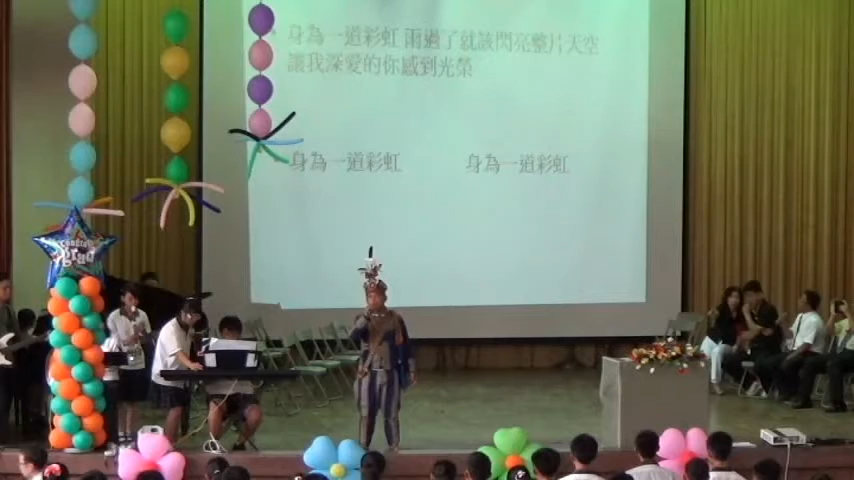 身為一道彩虹 雨過了就該閃亮整片天空
讓我深愛的你感到光榮
身為一道彩虹 身為一道彩虹
Congrats
grad